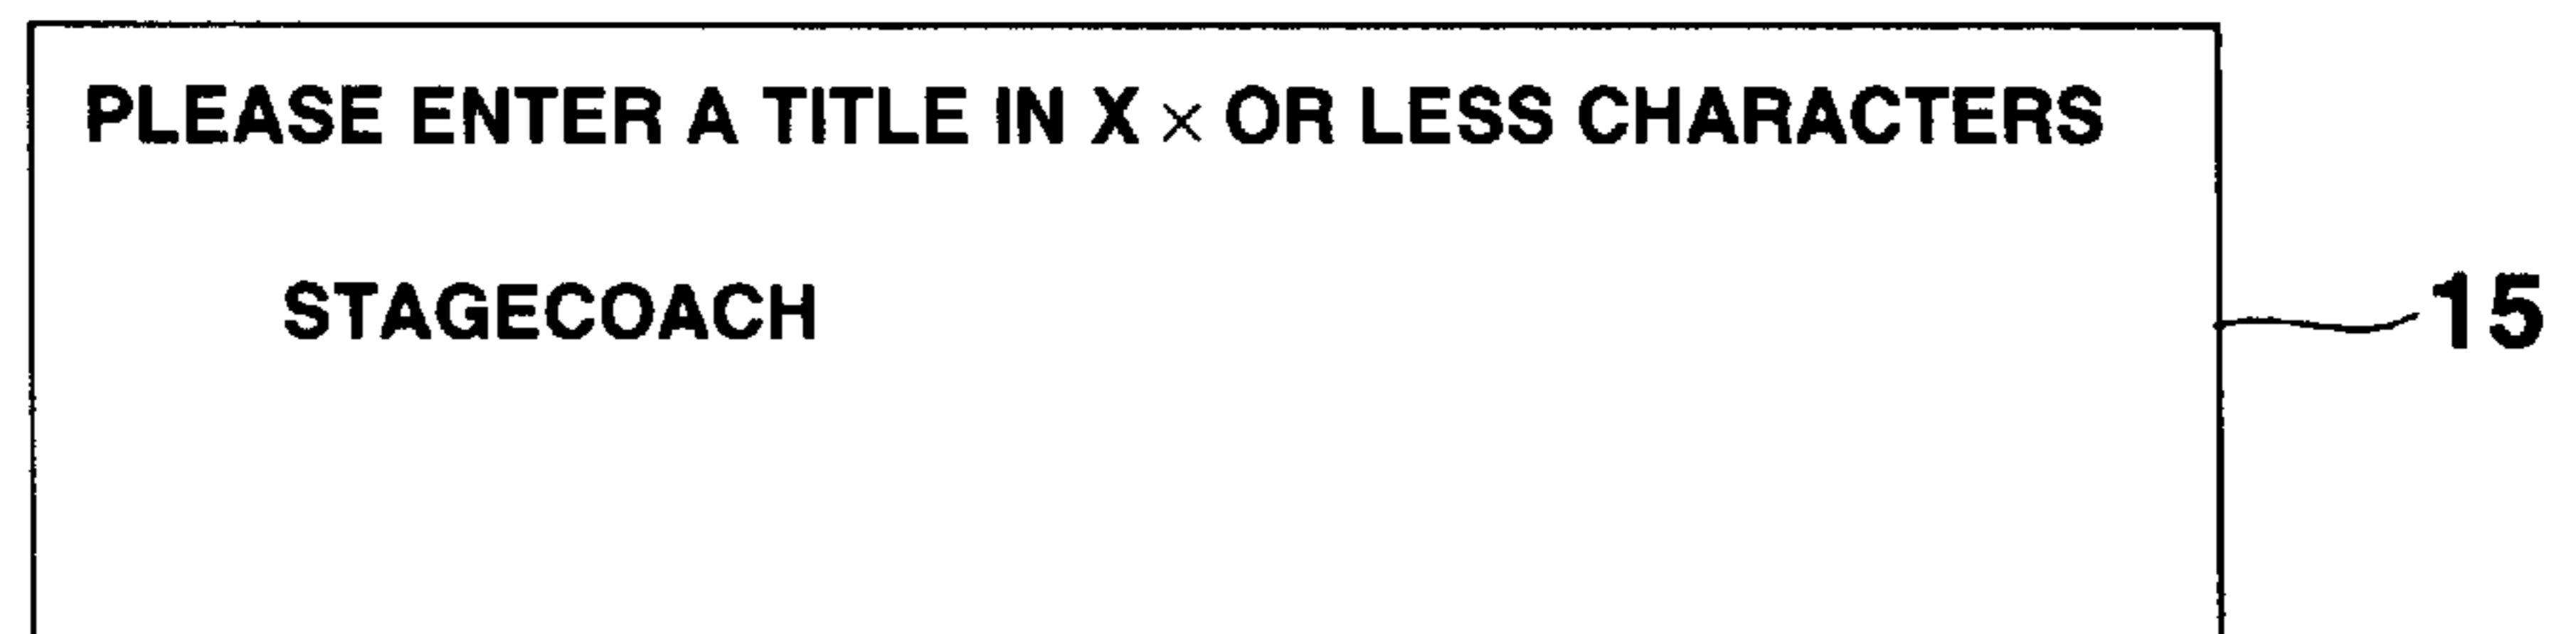 PLEASE ENTER A TITLE IN X × OR LESS CHARACTERS
STAGECOACH
15